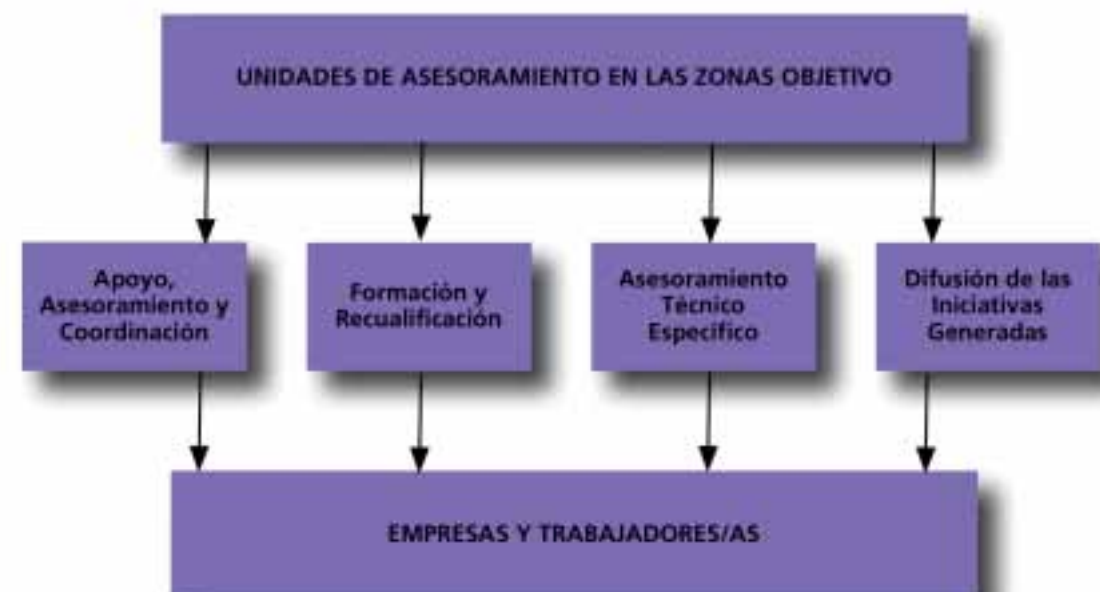 UNIDADES DE ASESORAMIENTO EN LAS ZONAS OBJETIVO
Apoyo,
Asesoramiento y
Coordinación
Formación y
Recualificación
Asesoramiento
Técnico
Específico
Difusión de las
Iniciativas
Generadas
EMPRESAS Y TRABAJADORES/AS